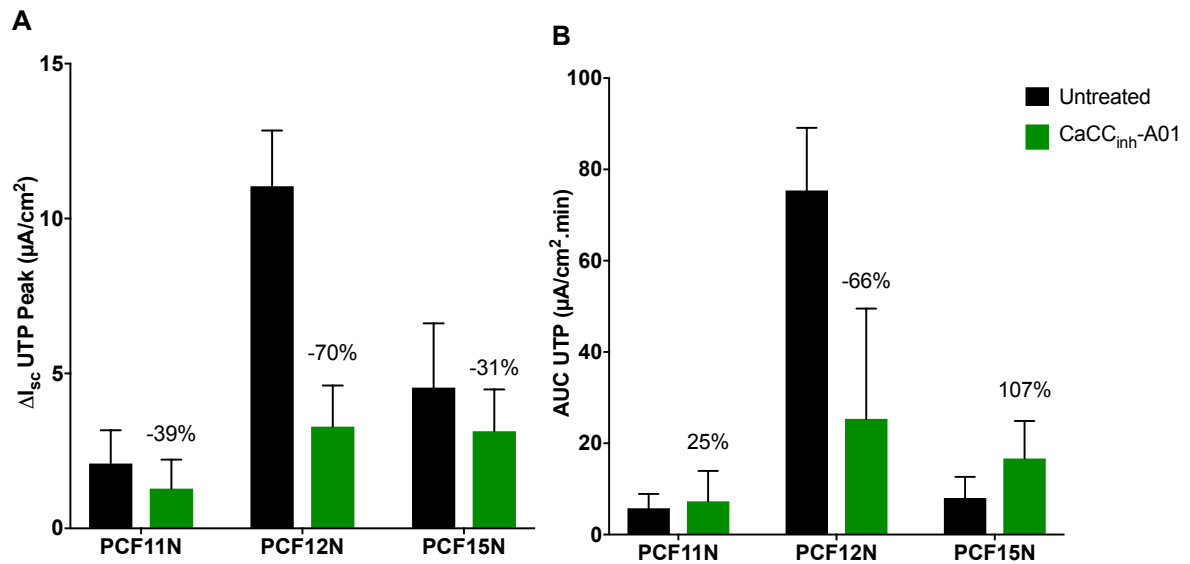 A
ΔIsc UTP Peak (µA/cm²)
15
10
5
0
-39%
-70%
-31%
PCF11N
PCF12N
PCF15N
B
AUC UTP (µA/cm².min)
100
80
60
40
20
0
25%
-66%
107%
PCF11N
PCF12N
PCF15N
Untreated
CaCCinh-A01